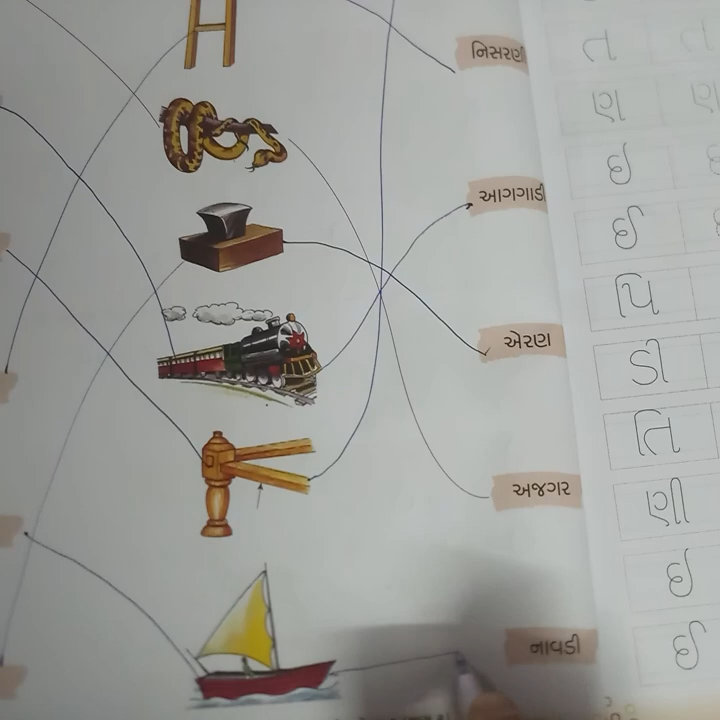 નિસરણી
આગગાડી
એરણ
અજગર
નાવડી
ત ત
ણ ણ
ઇ
ઈ
પિ
ડી
તિ
ણી
ઇ
ઈ